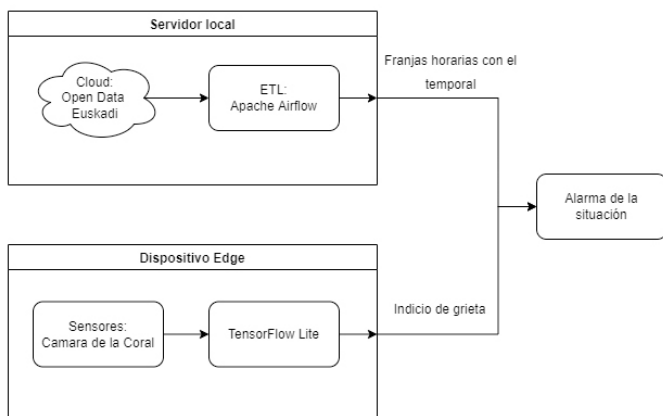 Servidor local
Cloud:
Open Data
Euskadi
ETL:
Apache Airflow
Franjas horarias con el
temporal
Alarma de la
situación
Dispositivo Edge
Sensores:
Camara de la Coral
TensorFlow Lite
Indicio de grieta